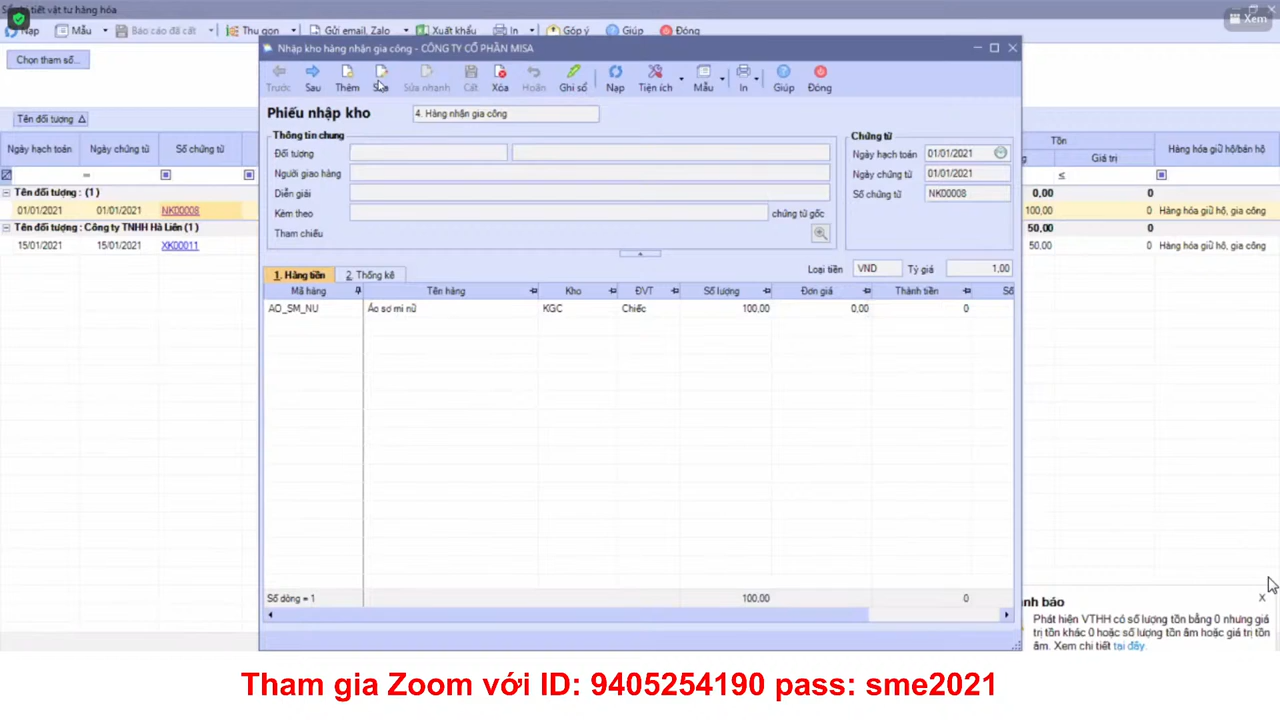 Sổ chi tiết vật tư hàng hóa
Nạp Mẫu Báo cáo đã cất Thu gọn Gửi email, Zalo Xuất khẩu In Góp ý Giúp Đóng
Xem
Chọn tham số...
Nhập kho hàng nhận gia công - CÔNG TY CỔ PHẦN MISA
Trước Sau Thêm Sửa Sửa nhanh Cất Xóa Hoãn Ghi sổ Nạp Tiện ích Mẫu In Giúp Đóng
Phiếu nhập kho 4. Hàng nhận gia công
Thông tin chung
Đối tượng
Người giao hàng
Diễn giải
Kèm theo chứng từ gốc
Tham chiếu
Chứng từ
Ngày hạch toán 01/01/2021
Ngày chứng từ 01/01/2021
Số chứng từ NK00008
Loại tiền VND Tỷ giá 1,00
1. Hàng tiền 2. Thống kê
Mã hàng Tên hàng Kho ĐVT Số lượng Đơn giá Thành tiền Số
AO_SM_NU Áo sơ mi nữ KGC Chiếc 100,00 0,00 0
Số dòng = 1 100,00 0
Tên đối tượng
Ngày hạch toán Ngày chứng từ Số chứng từ Tồn Giá trị Hàng hóa giữ hộ/bán hộ
= ≤
Tên đối tượng : (1) 0,00 0
01/01/2021 01/01/2021 NK00008 100,00 0 Hàng hóa giữ hộ, gia công
Tên đối tượng : Công ty TNHH Hà Liên (1) 50,00 0
15/01/2021 15/01/2021 XK00011 50,00 0 Hàng hóa giữ hộ, gia công
nh báo X
Phát hiện VTHH có số lượng tồn bằng 0 nhưng giá
trị tồn khác 0 hoặc số lượng tồn âm hoặc giá trị tồn
âm. Xem chi tiết tại đây.
Tham gia Zoom với ID: 9405254190 pass: sme2021